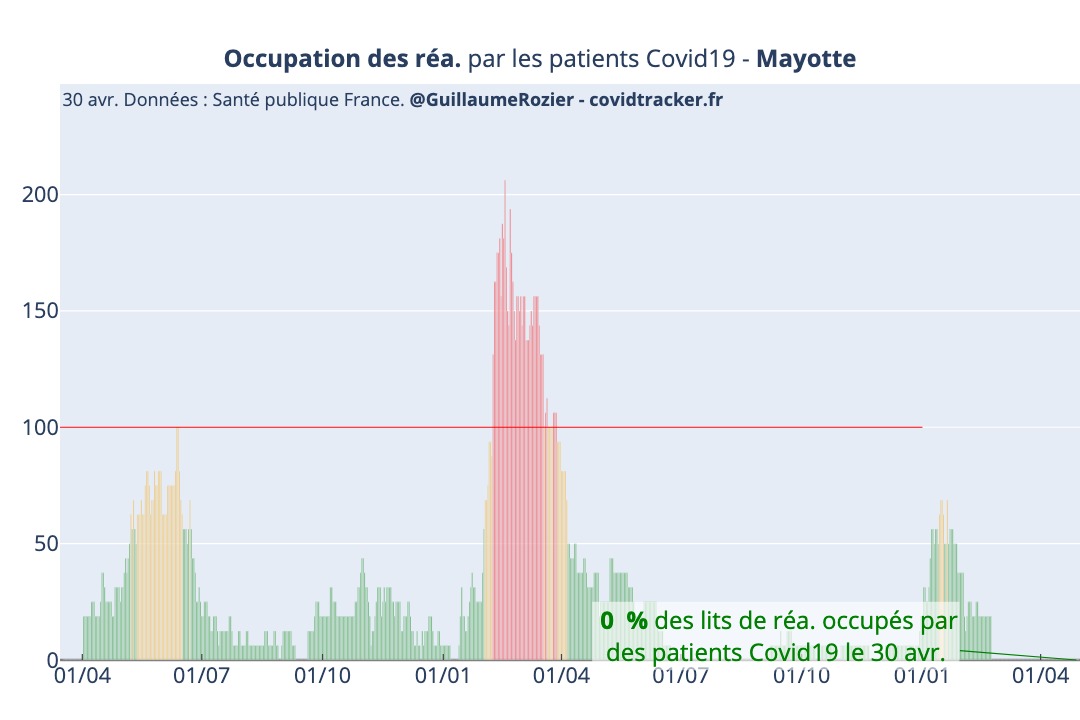 Occupation des réa. par les patients Covid19 - Mayotte
30 avr. Données : Santé publique France. @GuillaumeRozier - covidtracker.fr
200
150
100
50
0
0 % des lits de réa. occupés par
des patients Covid19 le 30 avr.
01/04 01/07 01/10 01/01 01/04 01/07 01/10 01/01 01/04